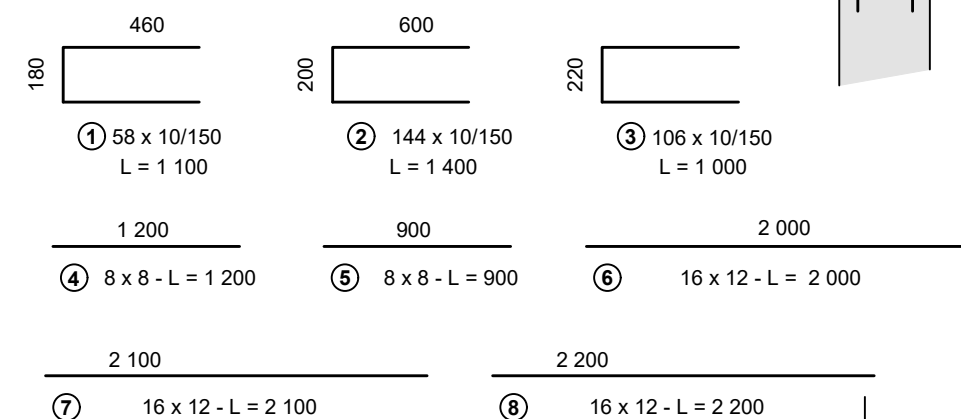 460
600
180
200
220
① 58 x 10/150
L = 1 100
② 144 x 10/150
L = 1 400
③ 106 x 10/150
L = 1 000
1 200
900
2 000
④ 8 x 8 - L = 1 200
⑤ 8 x 8 - L = 900
⑥ 16 x 12 - L = 2 000
2 100
2 200
⑦ 16 x 12 - L = 2 100
⑧ 16 x 12 - L = 2 200